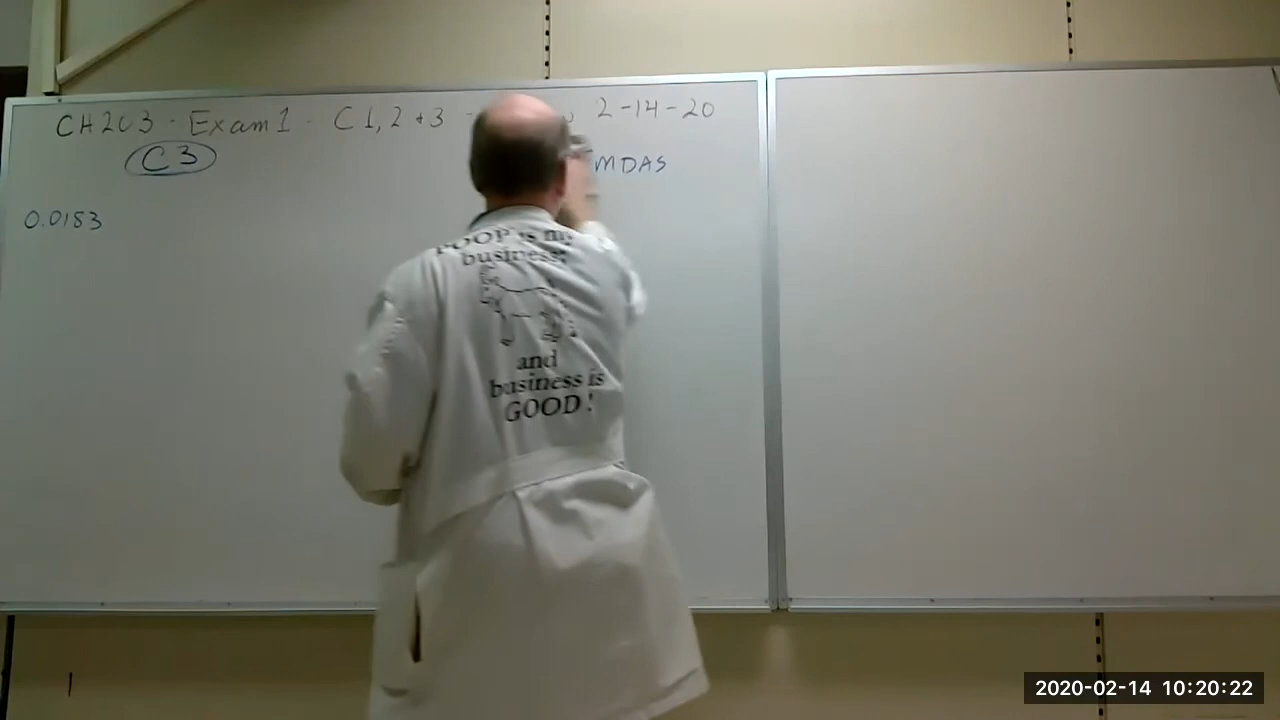 CH203 - Exam 1 - C1, 2 + 3 - 2-14-20
C3
MDAS
0.0153
POOP is my
business;
and
business is
GOOD!
2020-02-14 10:20:22